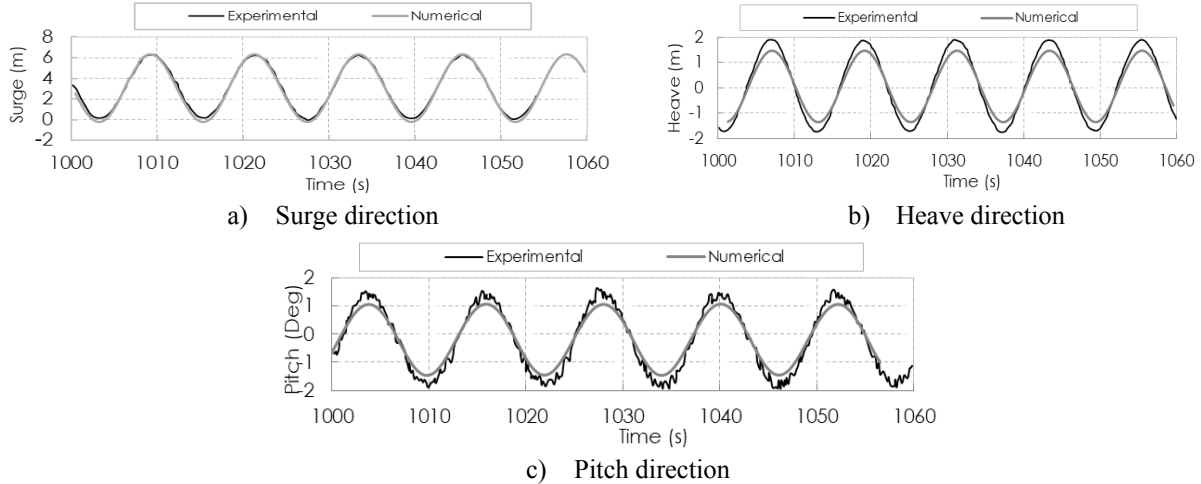 Experimental Numerical
Surge (m)
8
6
4
2
0
-2
1000 1010 1020 1030 1040 1050 1060
Time (s)
a) Surge direction
Experimental Numerical
Heave (m)
2
1
0
-1
-2
1000 1010 1020 1030 1040 1050 1060
Time (s)
b) Heave direction
Experimental Numerical
Pitch (Deg)
2
1
0
1
-2
1000 1010 1020 1030 1040 1050 1060
Time (s)
c) Pitch direction